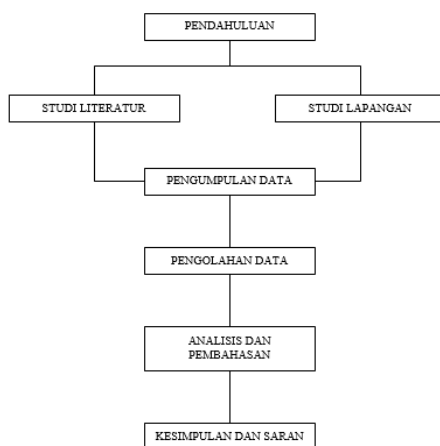 PENDAHULUAN
STUDI LITERATUR
STUDI LAPANGAN
PENGUMPULAN DATA
PENGOLAHAN DATA
ANALISIS DAN
PEMBAHASAN
KESIMPULAN DAN SARAN